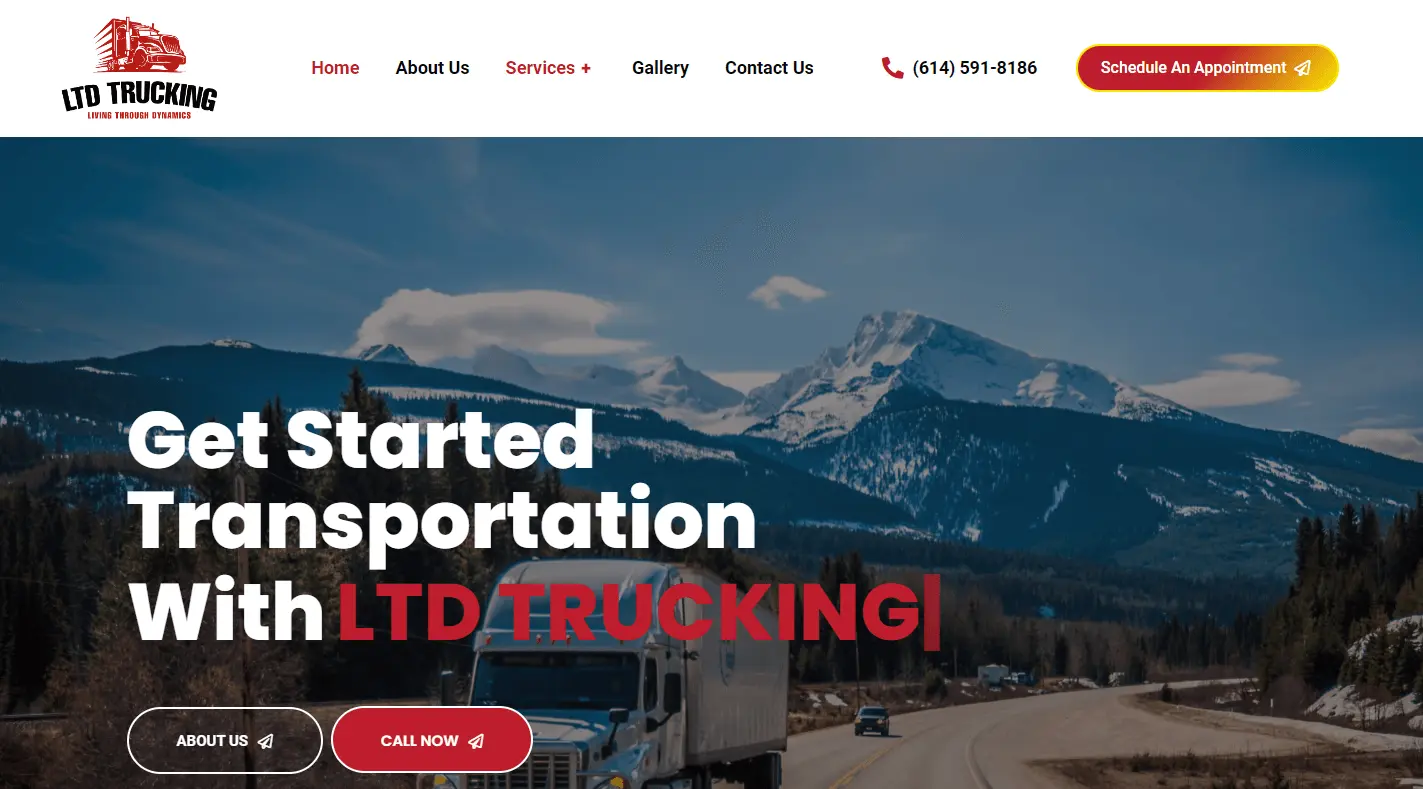 LTD TRUCKING
LIVING THROUGH DYNAMICS
Home
About Us
Services +
Gallery
Contact Us
(614) 591-8186
Schedule An Appointment
Get Started
Transportation
With LTD TRUCKING|
ABOUT US
CALL NOW